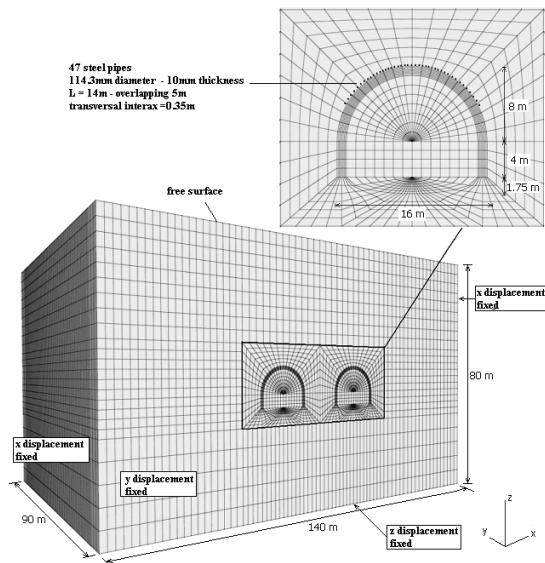 47 steel pipes
114.3mm diameter - 10mm thickness
L = 14m - overlapping 5m
transversal interax =0.35m
8 m
4 m
1.75 m
16 m
free surface
x displacement
fixed
80 m
x displacement
fixed
y displacement
fixed
90 m
140 m
z displacement
fixed
z
y
x